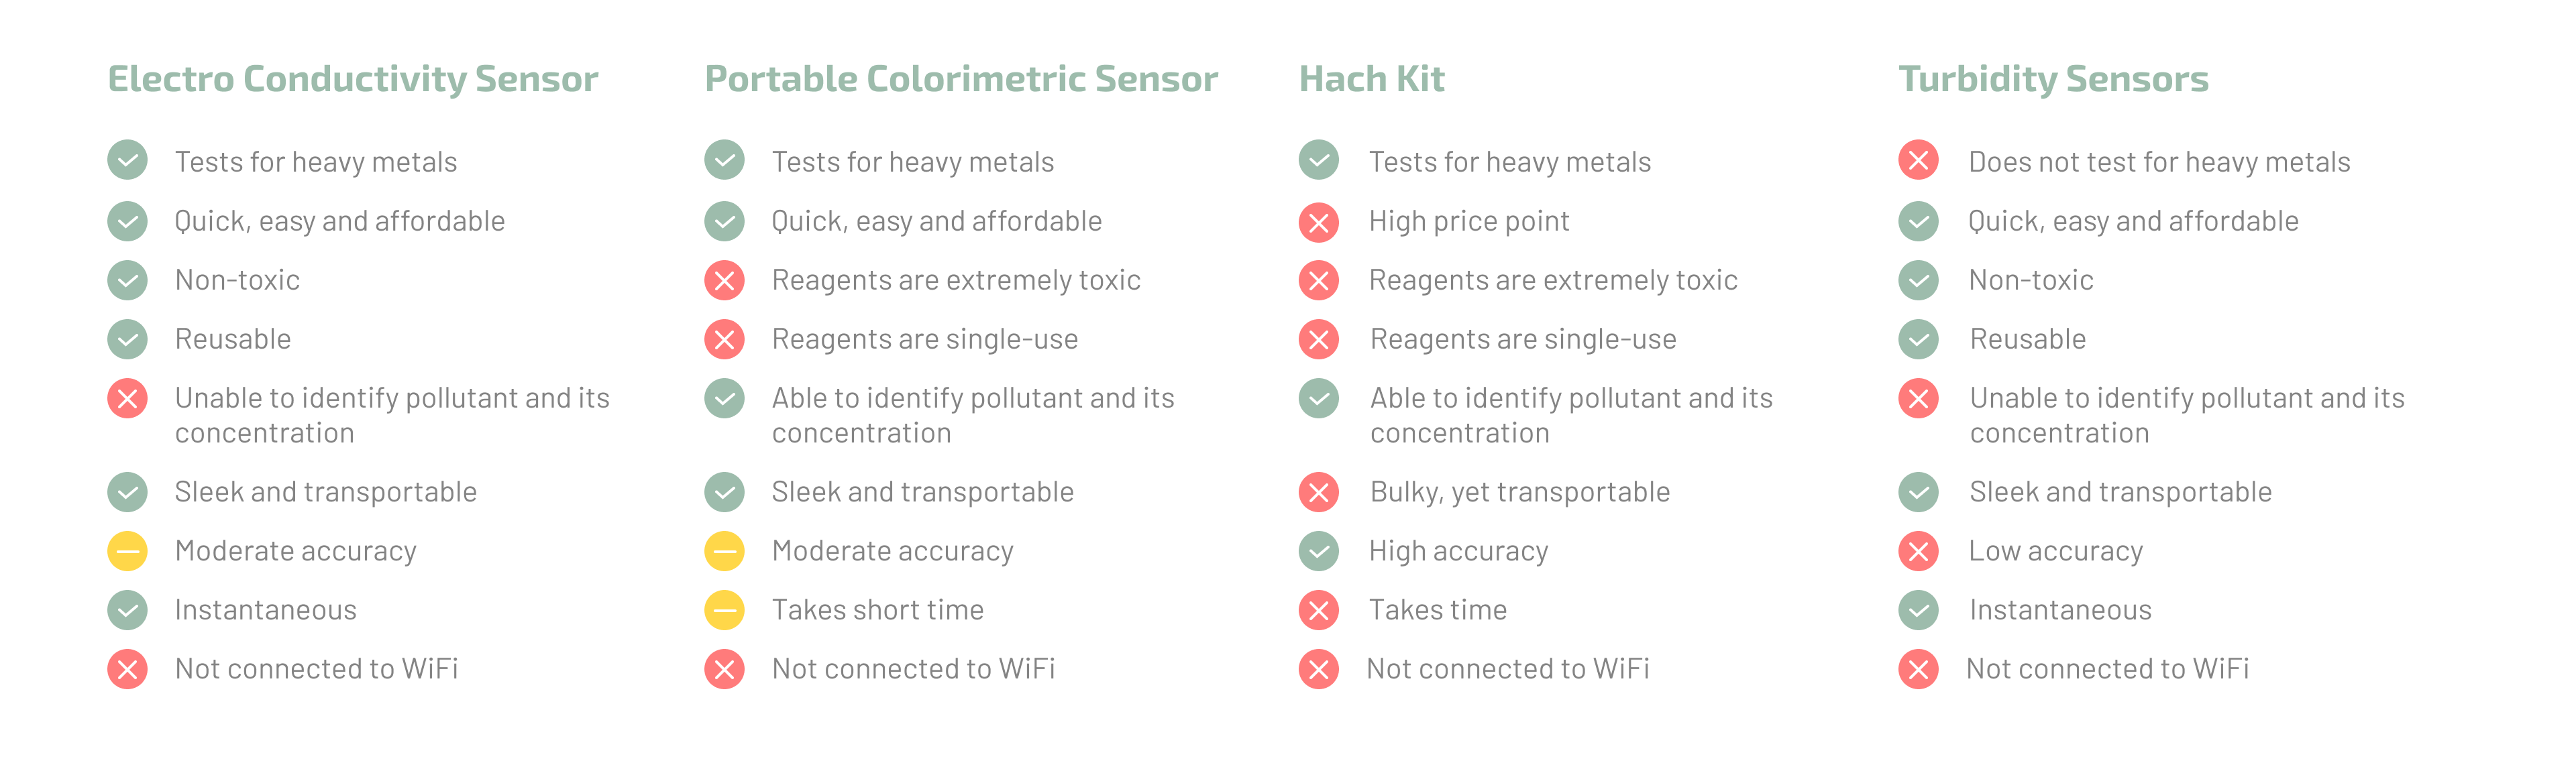 Electro Conductivity Sensor
Tests for heavy metals
Quick, easy and affordable
Non-toxic
Reusable
Unable to identify pollutant and its
concentration
Sleek and transportable
Moderate accuracy
Instantaneous
Not connected to WiFi
Portable Colorimetric Sensor
Tests for heavy metals
Quick, easy and affordable
Reagents are extremely toxic
Reagents are single-use
Able to identify pollutant and its
concentration
Sleek and transportable
Moderate accuracy
Takes short time
Not connected to WiFi
Hach Kit
Tests for heavy metals
High price point
Reagents are extremely toxic
Reagents are single-use
Able to identify pollutant and its
concentration
Bulky, yet transportable
High accuracy
Takes time
Not connected to WiFi
Turbidity Sensors
Does not test for heavy metals
Quick, easy and affordable
Non-toxic
Reusable
Unable to identify pollutant and its
concentration
Sleek and transportable
Low accuracy
Instantaneous
Not connected to WiFi